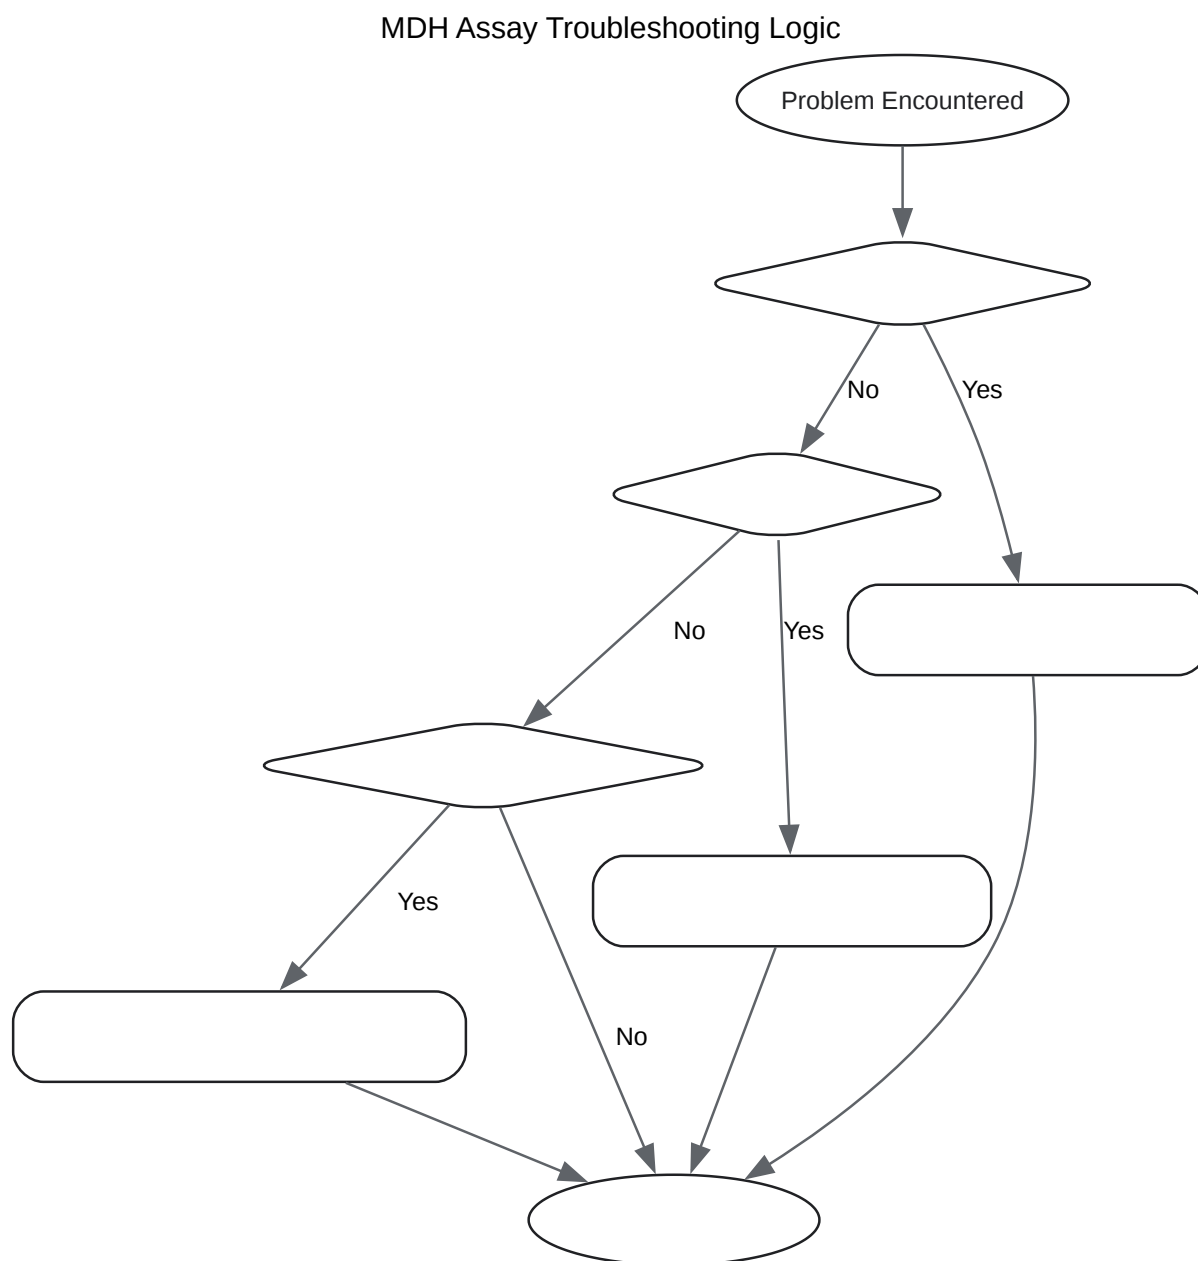 MDH Assay Troubleshooting Logic
Problem Encountered
No
Yes
No
Yes
Yes
No